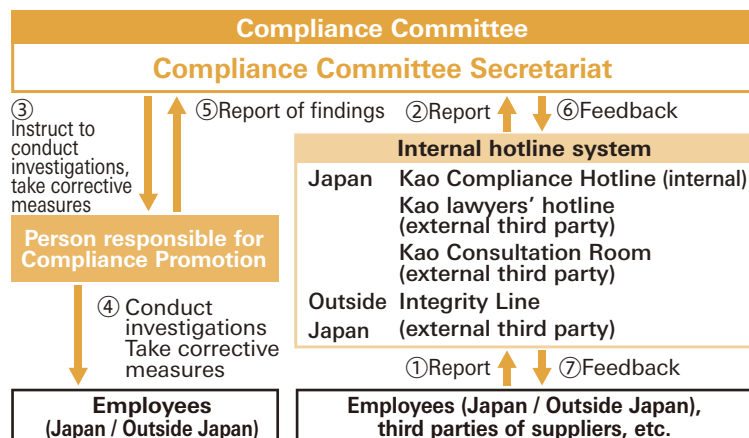 Compliance Committee
Compliance Committee Secretariat
③
Instruct to
conduct
investigations,
take corrective
measures
⑤Report of findings
②Report
⑥Feedback
Internal hotline system
Japan Kao Compliance Hotline (internal)
Kao lawyers’ hotline
(external third party)
Kao Consultation Room
(external third party)
Outside Integrity Line
Japan (external third party)
Person responsible for
Compliance Promotion
④ Conduct
investigations
Take corrective
measures
①Report
⑦Feedback
Employees
(Japan / Outside Japan)
Employees (Japan / Outside Japan),
third parties of suppliers, etc.